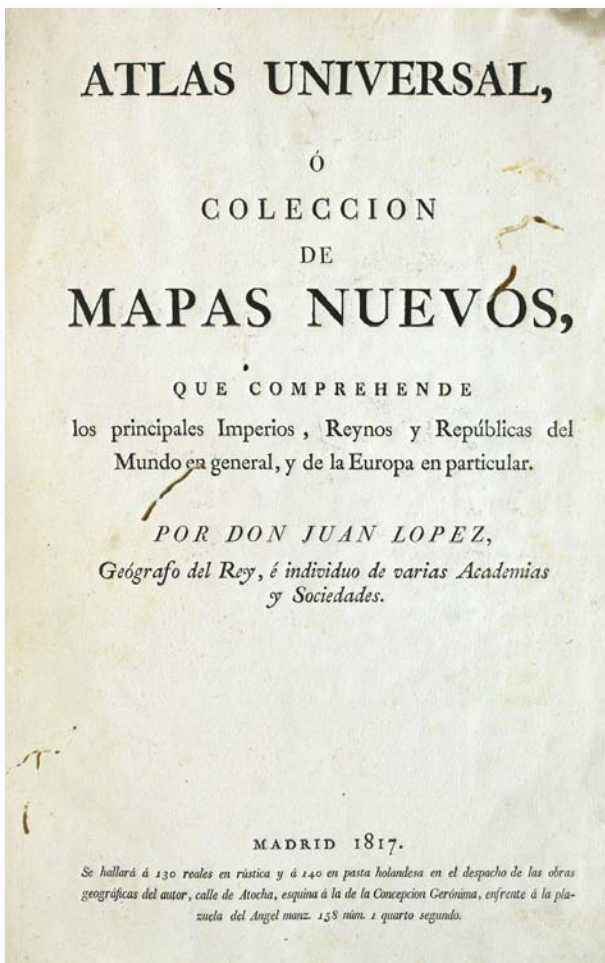 ATLAS UNIVERSAL,
Ó
COLECCION
DE
MAPAS NUEVOS,
QUE COMPREHENDE
los principales Imperios, Reynos y Repúblicas del
Mundo en general, y de la Europa en particular.
POR DON JUAN LOPEZ,
Geógrafo del Rey, é individuo de varias Academias
y Sociedades.
MADRID 1817.
Se hallará á 130 reales en rústica y á 140 en pasta holandesa en el despacho de las obras
geográficas del autor, calle de Atocha, esquina á la de la Concepcion Gerónima, enfrente á la pla-
zuela del Angel manz. 158 núm. 1 quarto segundo.